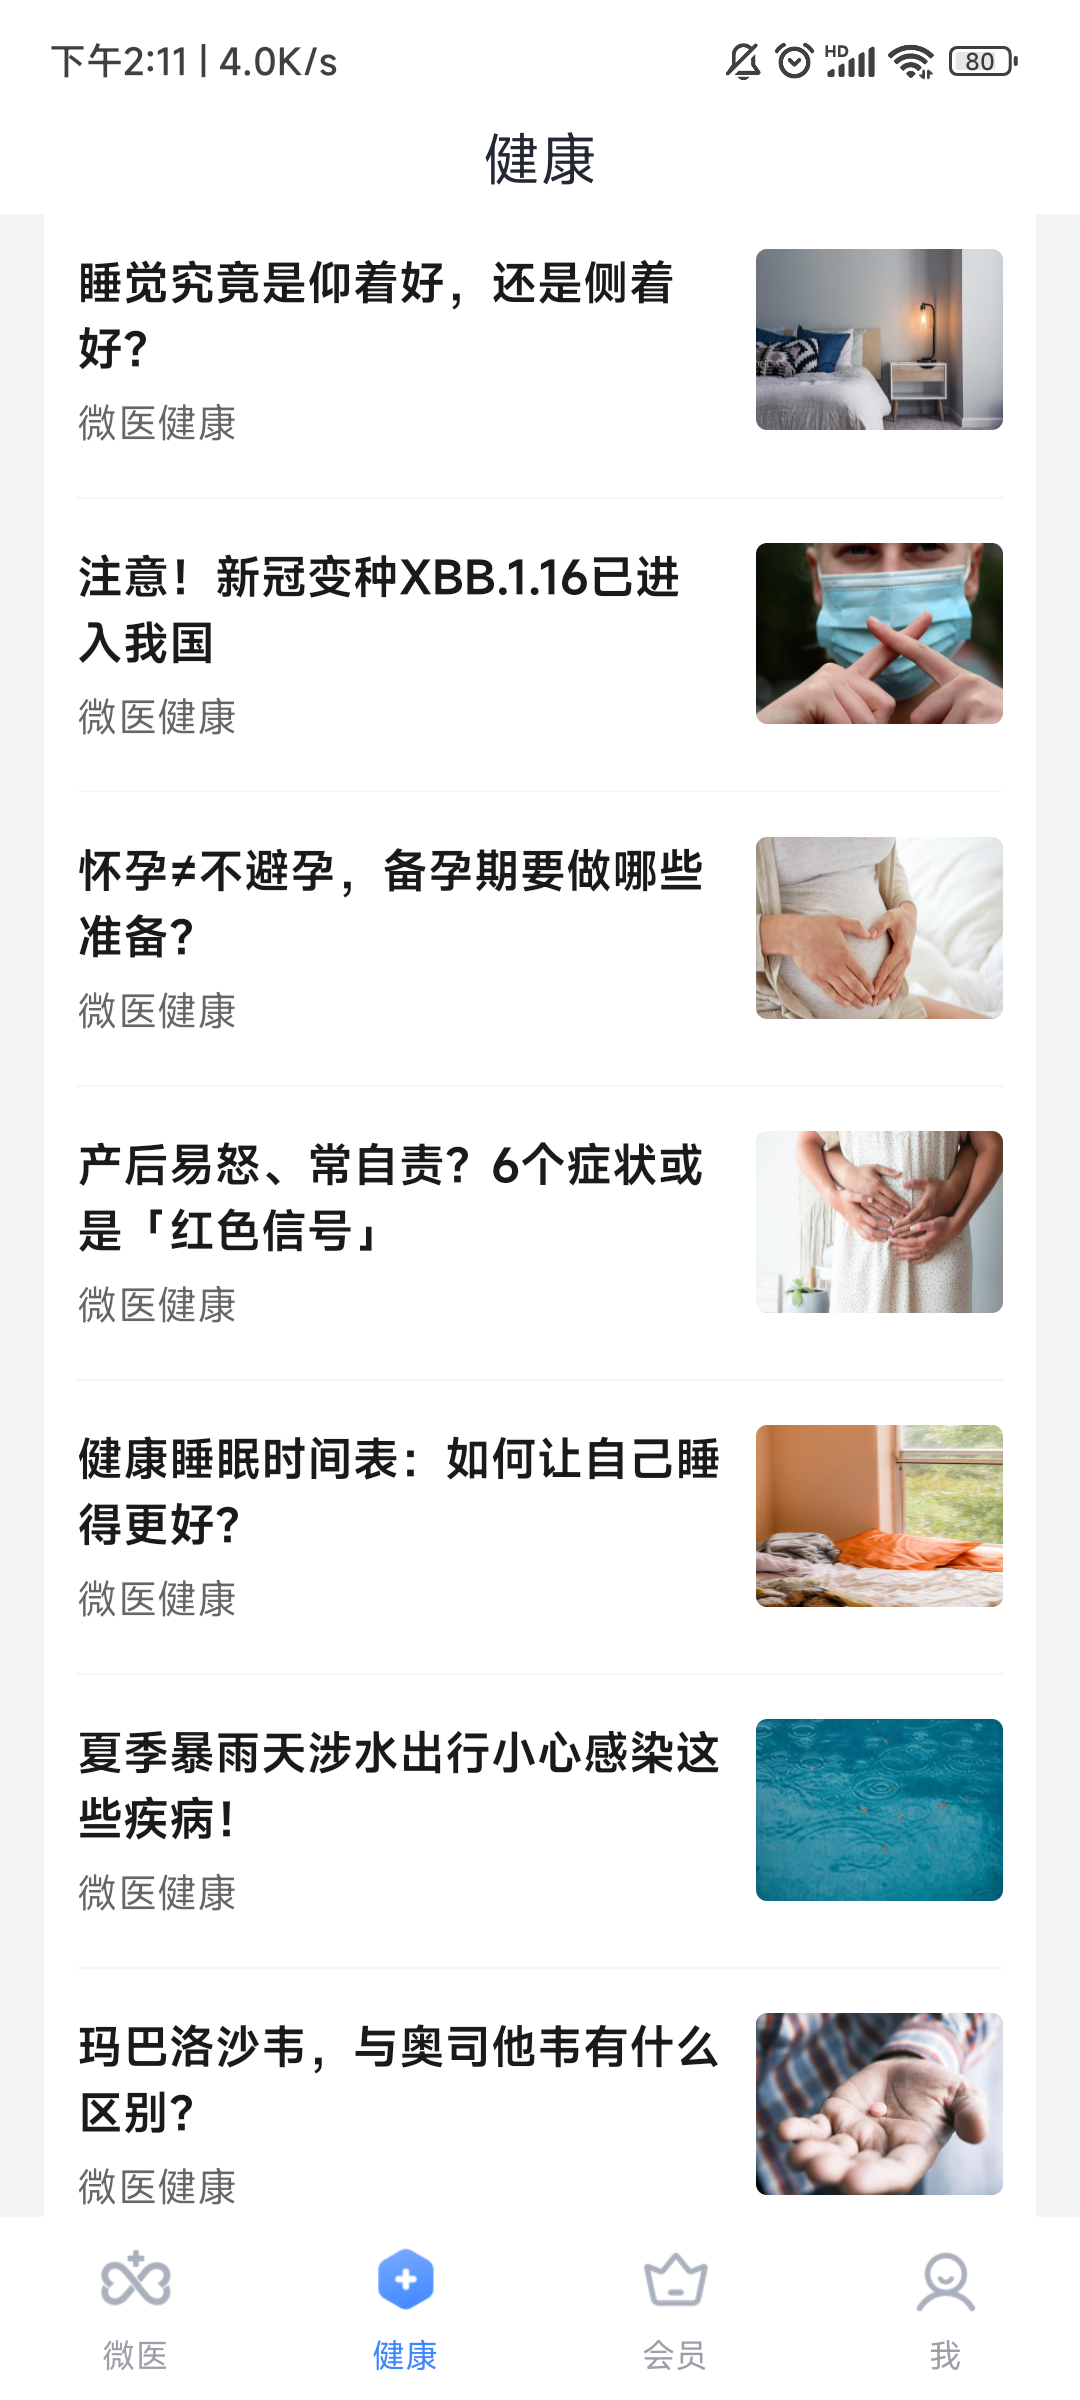 下午2:11 | 4.0K/s
HD
80
健康
睡觉究竟是仰着好，还是侧着
好？
微医健康
注意！新冠变种XBB.1.16已进
入我国
微医健康
怀孕≠不避孕，备孕期要做哪些
准备？
微医健康
产后易怒、常自责？6个症状或
是「红色信号」
微医健康
健康睡眠时间表：如何让自己睡
得更好？
微医健康
夏季暴雨天涉水出行小心感染这
些疾病！
微医健康
玛巴洛沙韦，与奥司他韦有什么
区别？
微医健康
微医
健康
会员
我